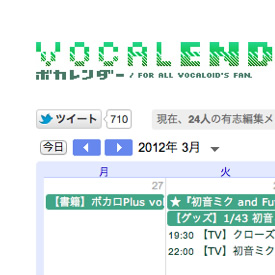 VOCALEND
ボカレンダー / FOR ALL VOCALOID'S FAN.
ツイート 710 現在、24人の有志編集メ
今日 2012年 3月
月 火
27
【書籍】ボカロPlus vol ★『初音ミク and Fu
【グッズ】1/43 初音
19:30 【TV】クローズ
22:00 【TV】初音ミク